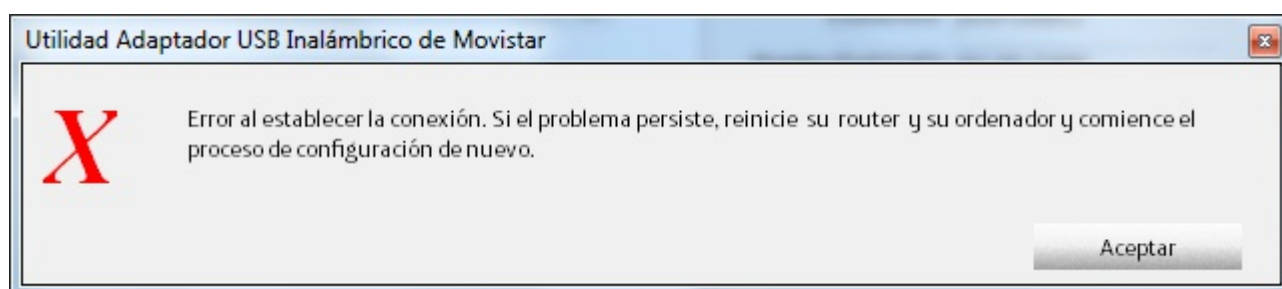 Utilidad Adaptador USB Inalámbrico de Movistar
X
Error al establecer la conexión. Si el problema persiste, reinicie su router y su ordenador y comience el
proceso de configuración de nuevo.
Aceptar